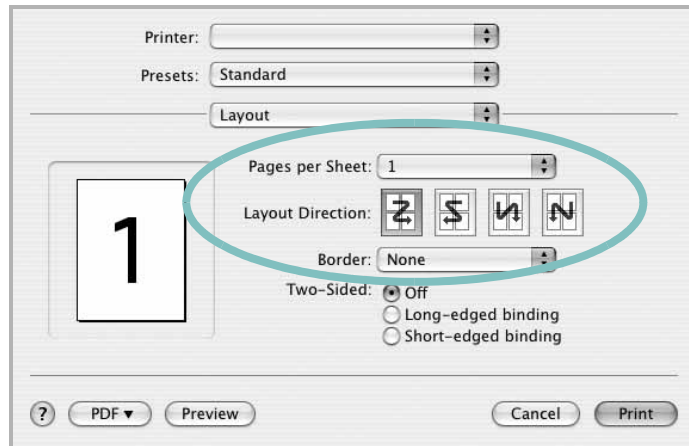 Printer:
Presets: Standard
Layout
Pages per Sheet: 1
Layout Direction:
Border: None
Two-Sided: Off
Long-edged binding
Short-edged binding
1
? PDF▼ Preview Cancel Print